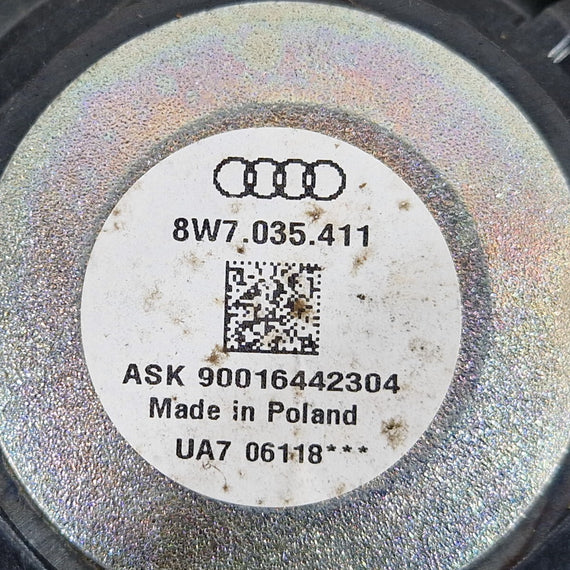 8W7.035.411
ASK 90016442304
Made in Poland
UA7 06118***